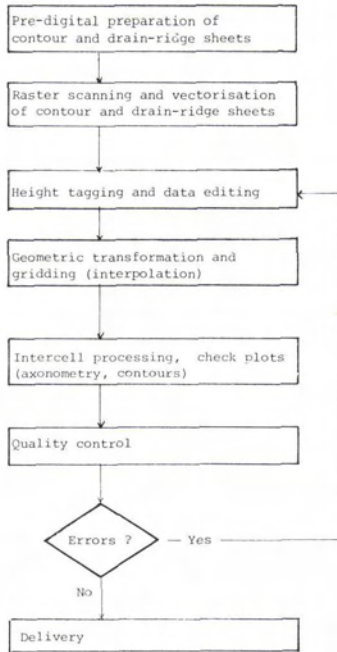 Pre-digital preparation of
contour and drain-ridge sheets
Raster scanning and vectorisation
of contour and drain-ridge sheets
Height tagging and data editing
Geometric transformation and
gridding (interpolation)
Intercell processing, check plots
(axonometry, contours)
Quality control
Errors ?
Yes
No
Delivery